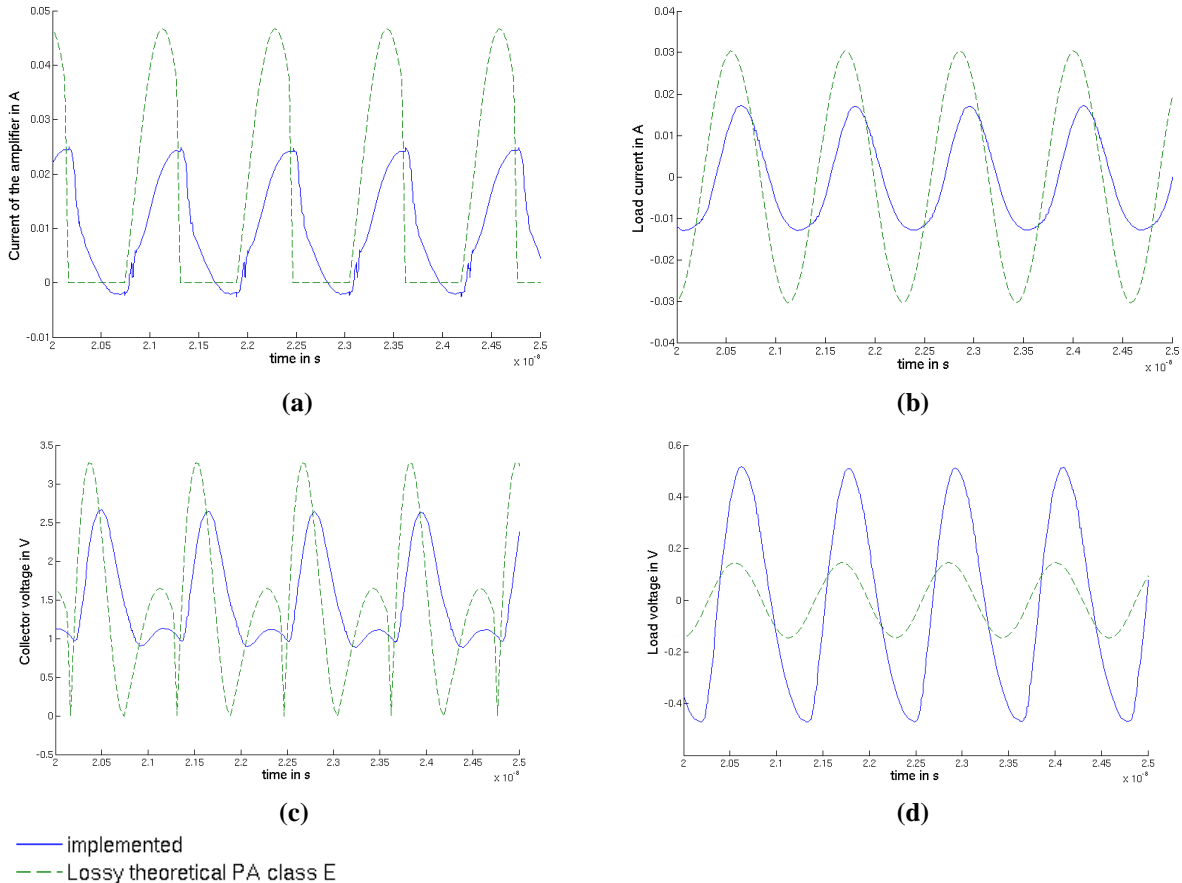 0.05
0.04
0.03
0.02
0.01
0
-0.01
Current of the amplifier in A
2 2.05 2.1 2.15 2.2 2.25 2.3 2.35 2.4 2.45 2.5
time in s
x 10⁻⁸
(a)
0.04
0.03
0.02
0.01
0
-0.01
-0.02
-0.03
-0.04
Load current in A
2 2.05 2.1 2.15 2.2 2.25 2.3 2.35 2.4 2.45 2.5
time in s
x 10⁻⁸
(b)
3.5
3
2.5
2
1.5
1
0.5
0
-0.5
Collector voltage in V
2 2.05 2.1 2.15 2.2 2.25 2.3 2.35 2.4 2.45 2.5
time in s
x 10⁻⁸
(c)
0.6
0.4
0.2
0
-0.2
-0.4
Load voltage in V
2 2.05 2.1 2.15 2.2 2.25 2.3 2.35 2.4 2.45 2.5
time in s
x 10⁻⁸
(d)
implemented
Lossy theoretical PA class E